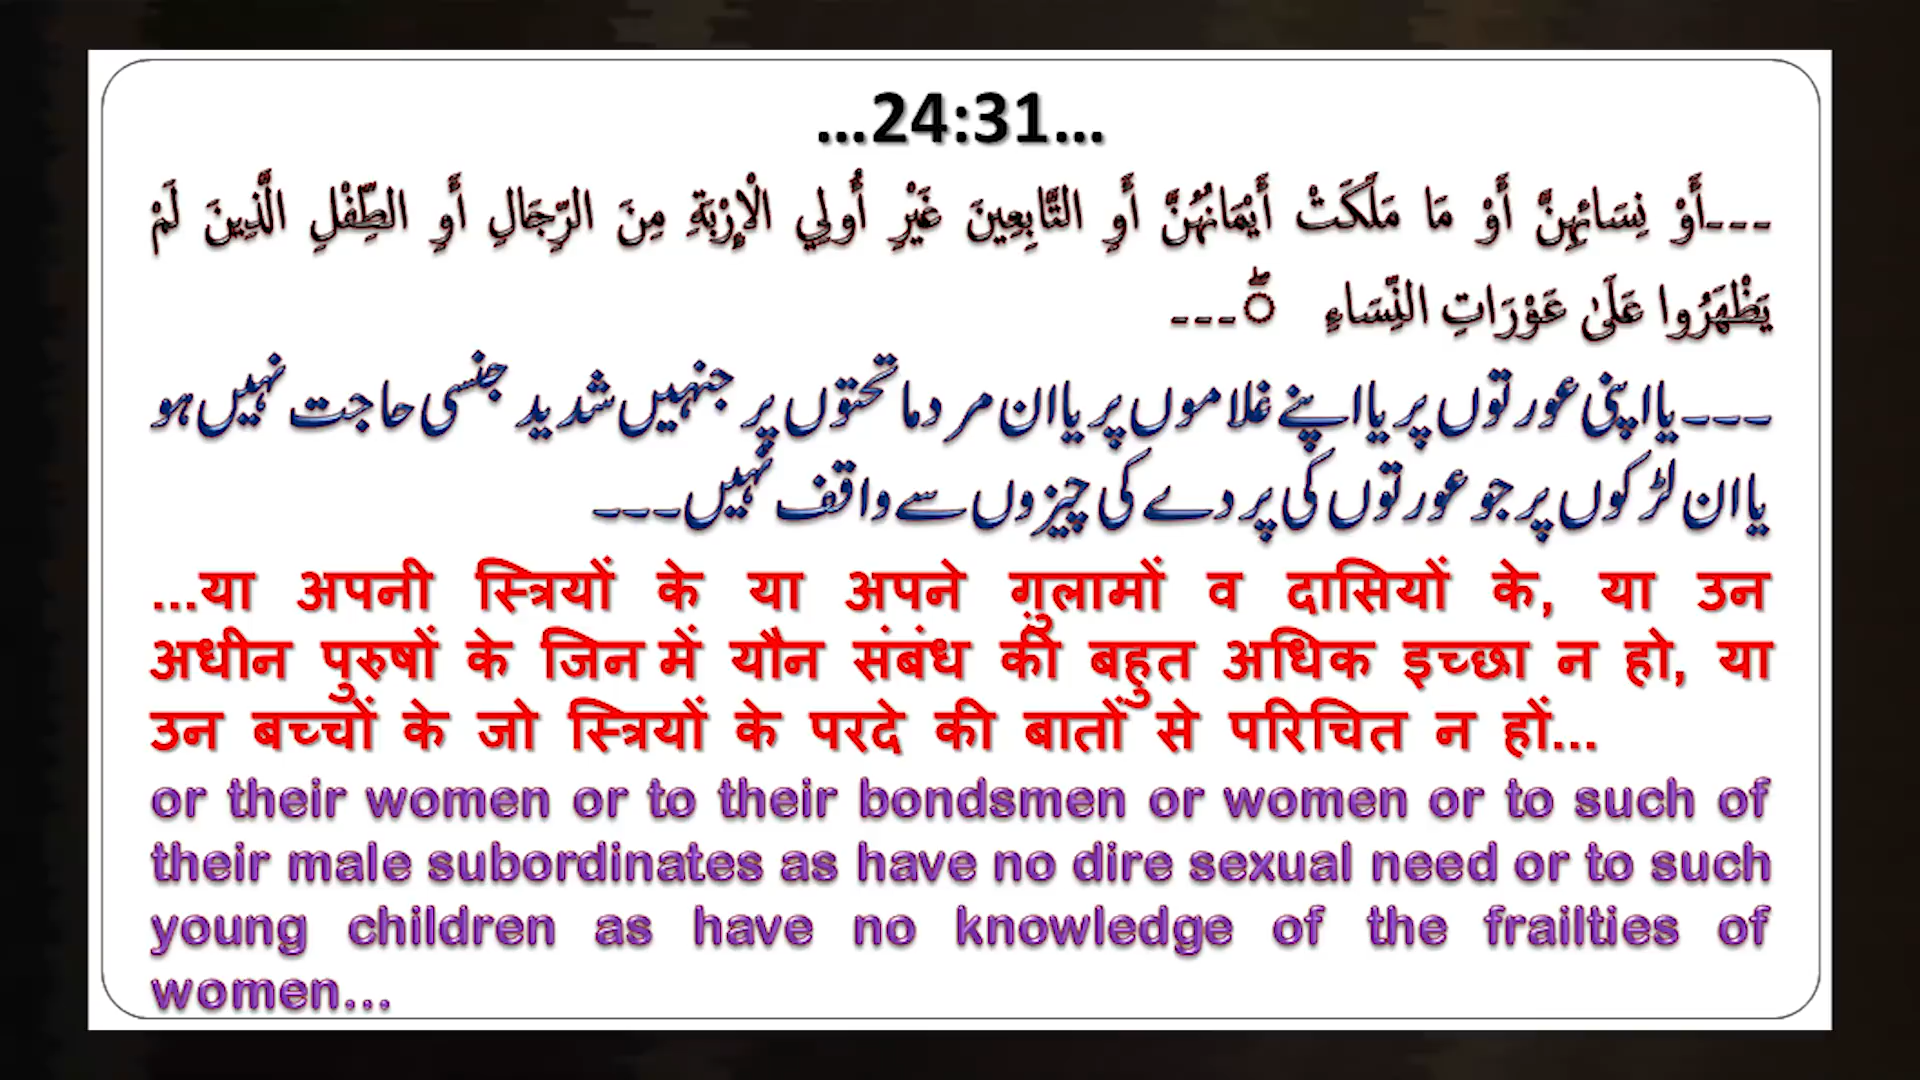 ...24:31...
---أَوْ نِسَائِهِنَّ أَوْ مَا مَلَكَتْ أَيْمَانُهُنَّ أَوِ التَّابِعِينَ غَيْرِ أُولِي الْإِرْبَةِ مِنَ الرِّجَالِ أَوِ الطِّفْلِ الَّذِينَ لَمْ
يَظْهَرُوا عَلَىٰ عَوْرَاتِ النِّسَاءِ ۖ---
---یا اپنی عورتوں پر یا اپنے غلاموں پر یا ان مرد ماتحتوں پر جنہیں شدید جنسی حاجت نہیں ہو
یا ان لڑکوں پر جو عورتوں کی پردے کی چیزوں سے واقف نہیں---
...या अपनी स्त्रियों के या अपने ग़ुलामों व दासियों के, या उन
अधीन पुरुषों के जिन में यौन संबंध की बहुत अधिक इच्छा न हो, या
उन बच्चों के जो स्त्रियों के परदे की बातों से परिचित न हों...
or their women or to their bondsmen or women or to such of
their male subordinates as have no dire sexual need or to such
young children as have no knowledge of the frailties of
women...